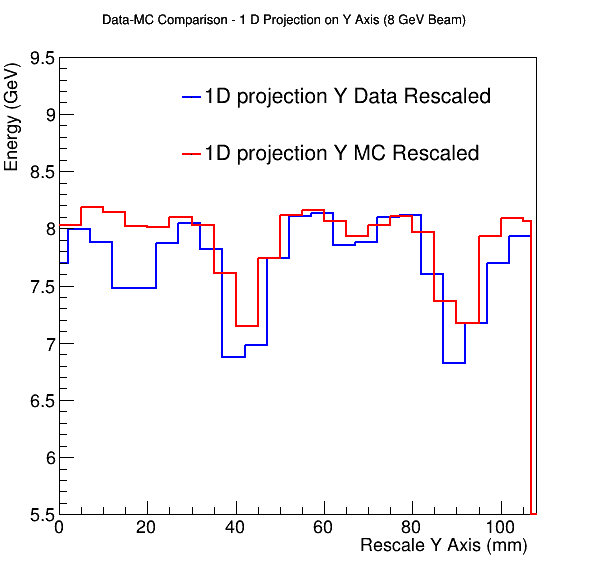 Data-MC Comparison - 1 D Projection on Y Axis (8 GeV Beam)
Energy (GeV)
9.5
9
8.5
8
7.5
7
6.5
6
5.5
1D projection Y Data Rescaled
1D projection Y MC Rescaled
0 20 40 60 80 100
Rescale Y Axis (mm)